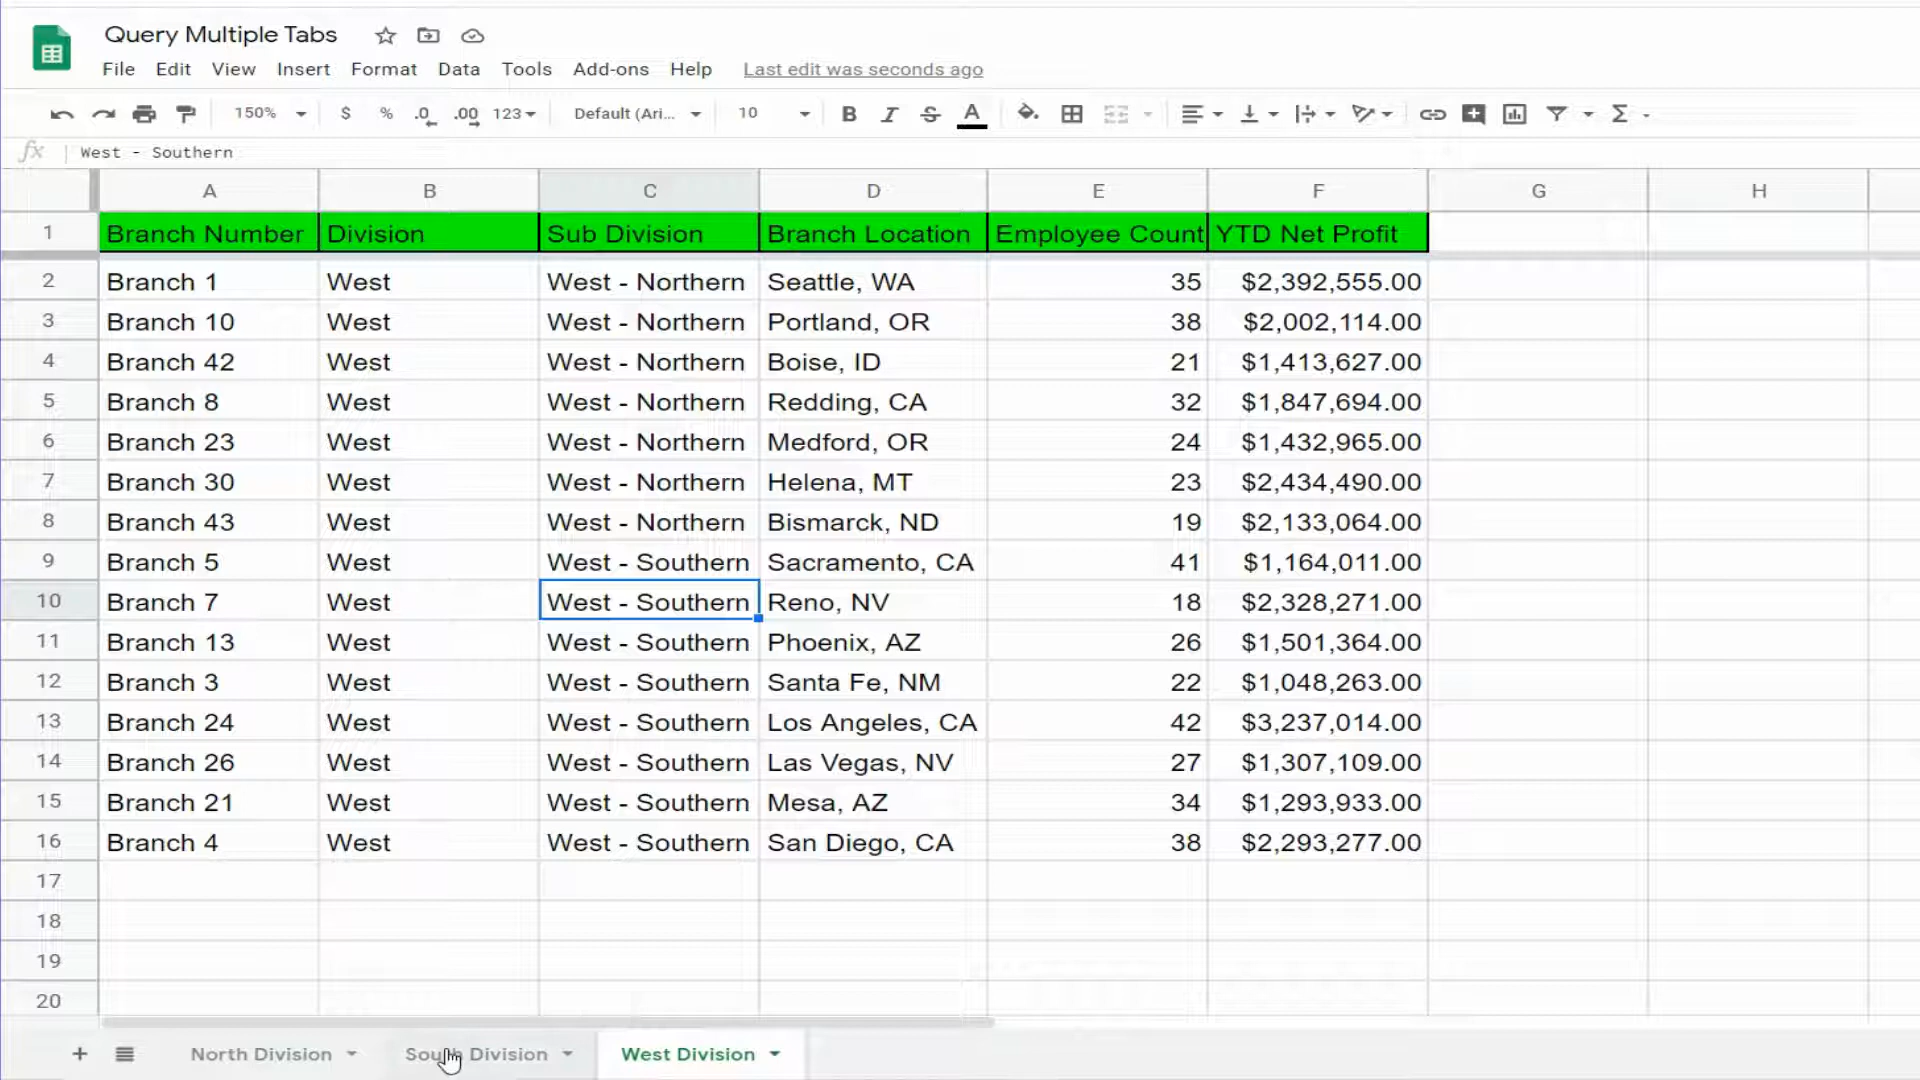 Query Multiple Tabs
File Edit View Insert Format Data Tools Add-ons Help Last edit was seconds ago
150% $ % .0 .00 123 Default (Ari... 10 B I S A Σ
fx West - Southern
A B C D E F G H
1 Branch Number Division Sub Division Branch Location Employee Count YTD Net Profit
2 Branch 1 West West - Northern Seattle, WA 35 $2,392,555.00
3 Branch 10 West West - Northern Portland, OR 38 $2,002,114.00
4 Branch 42 West West - Northern Boise, ID 21 $1,413,627.00
5 Branch 8 West West - Northern Redding, CA 32 $1,847,694.00
6 Branch 23 West West - Northern Medford, OR 24 $1,432,965.00
7 Branch 30 West West - Northern Helena, MT 23 $2,434,490.00
8 Branch 43 West West - Northern Bismarck, ND 19 $2,133,064.00
9 Branch 5 West West - Southern Sacramento, CA 41 $1,164,011.00
10 Branch 7 West West - Southern Reno, NV 18 $2,328,271.00
11 Branch 13 West West - Southern Phoenix, AZ 26 $1,501,364.00
12 Branch 3 West West - Southern Santa Fe, NM 22 $1,048,263.00
13 Branch 24 West West - Southern Los Angeles, CA 42 $3,237,014.00
14 Branch 26 West West - Southern Las Vegas, NV 27 $1,307,109.00
15 Branch 21 West West - Southern Mesa, AZ 34 $1,293,933.00
16 Branch 4 West West - Southern San Diego, CA 38 $2,293,277.00
17
18
19
20
+ North Division South Division West Division